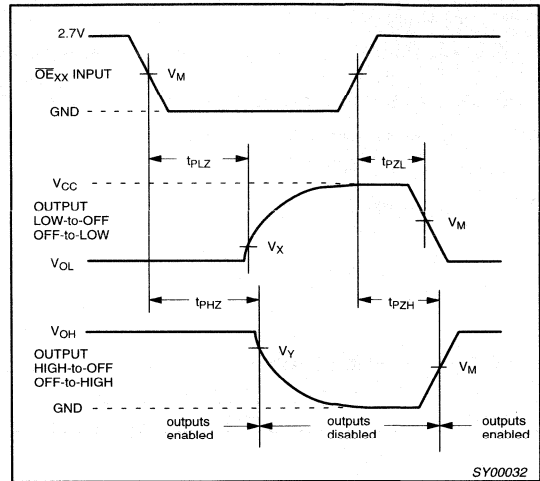 2.7V
OEXX INPUT
VM
GND
tPLZ
tPZL
VCC
OUTPUT
LOW-to-OFF
OFF-to-LOW
VM
VX
VOL
tPHZ
tPZH
VOH
OUTPUT
HIGH-to-OFF
OFF-to-HIGH
VY
VM
GND
outputs
enabled
outputs
disabled
outputs
enabled
SY00032